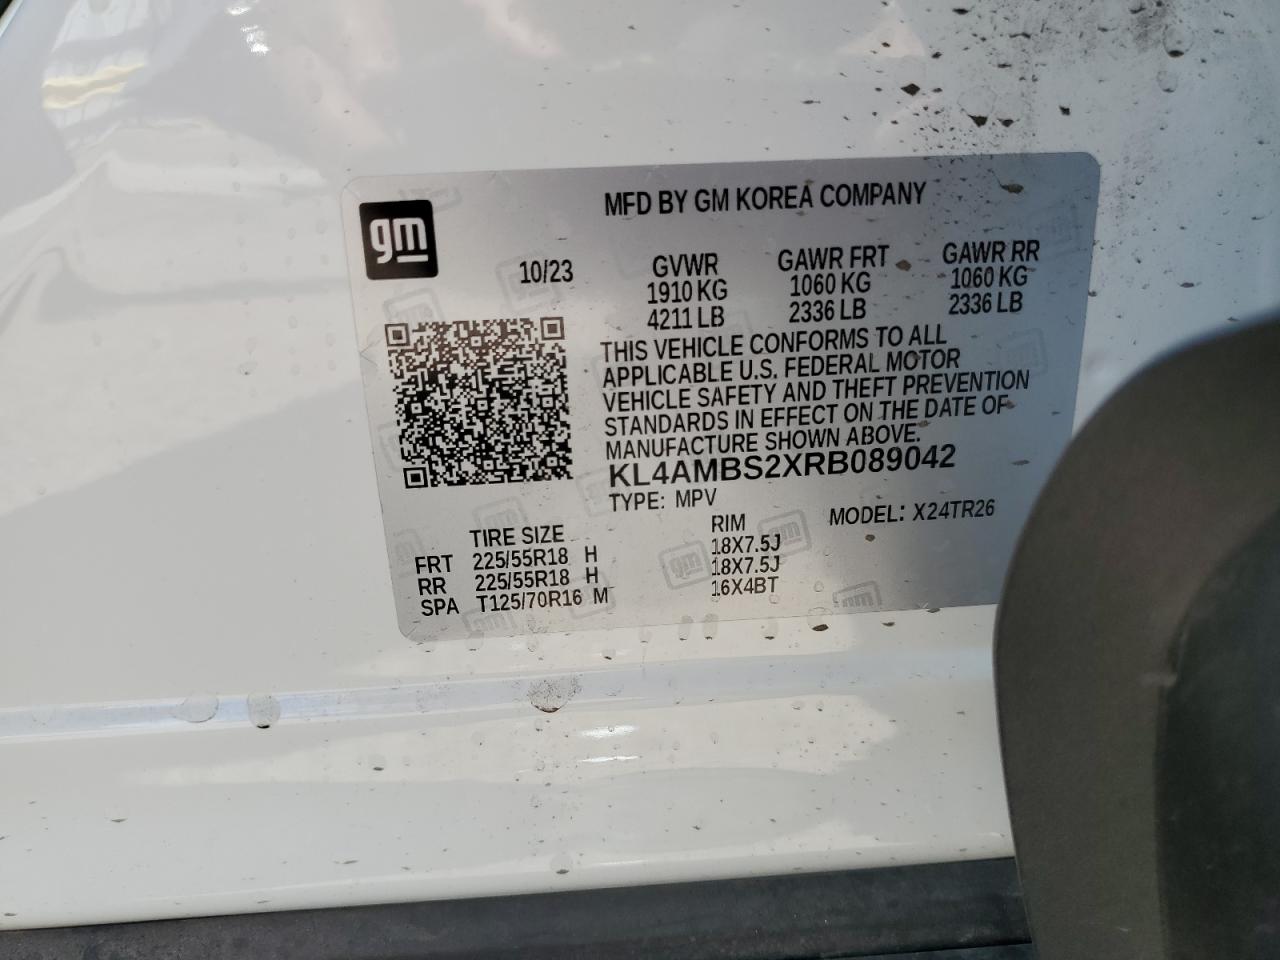 MFD BY GM KOREA COMPANY
gm
10/23
GVWR GAWR FRT GAWR RR
1910 KG 1060 KG 1060 KG
4211 LB 2336 LB 2336 LB
THIS VEHICLE CONFORMS TO ALL
APPLICABLE U.S. FEDERAL MOTOR
VEHICLE SAFETY AND THEFT PREVENTION
STANDARDS IN EFFECT ON THE DATE OF
MANUFACTURE SHOWN ABOVE.
KL4AMBS2XRB089042
TYPE: MPV
MODEL: X24TR26
TIRE SIZE RIM
FRT 225/55R18 H 18X7.5J
RR 225/55R18 H 18X7.5J
SPA T125/70R16 M 16X4BT